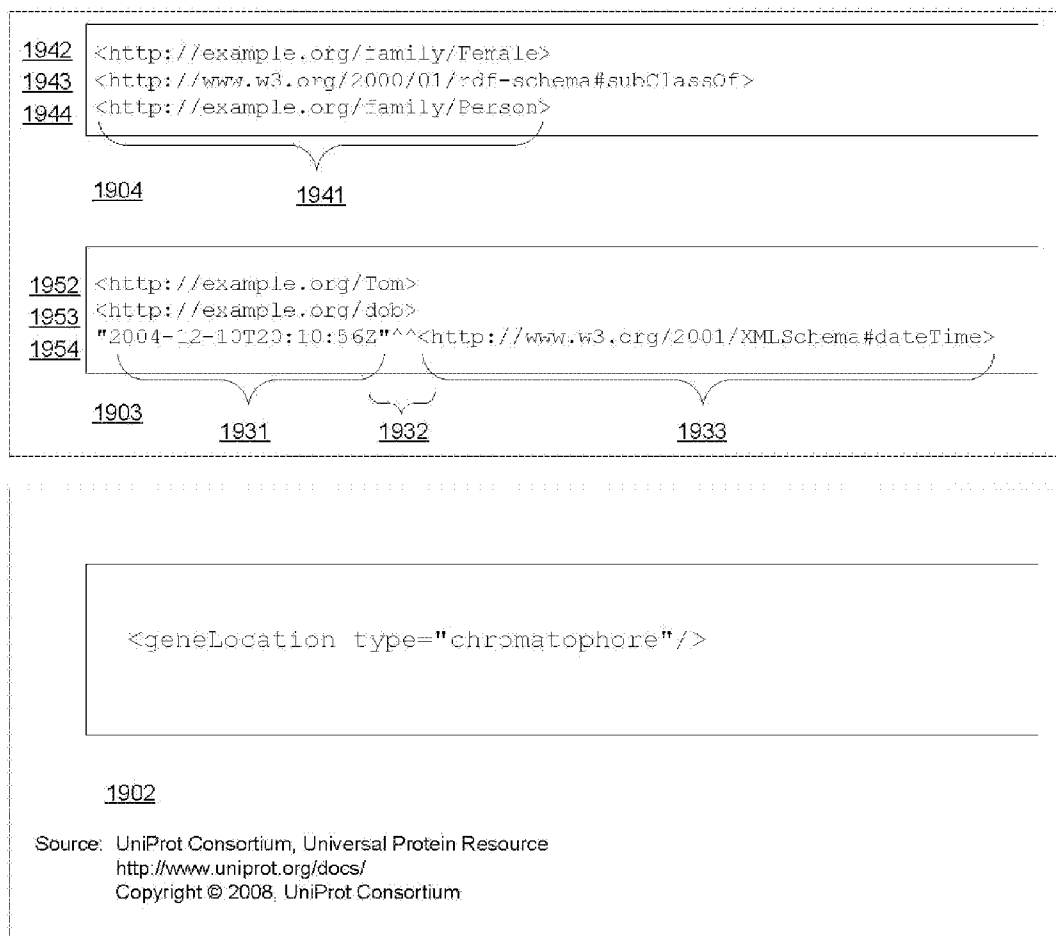 1942 <http://example.org/family/Female>
1943 <http://www.w3.org/2000/01/rdf-schema#subClassOf>
1944 <http://example.org/family/Person>
1904 1941
1952 <http://example.org/Tom>
1953 <http://example.org/dob>
1954 "2004-12-10T20:10:56Z"^^<http://www.w3.org/2001/XMLSchema#dateTime>
1903 1931 1932 1933
<geneLocation type="chromatophore"/>
1902
Source: UniProt Consortium, Universal Protein Resource
http://www.uniprot.org/docs/
Copyright © 2008, UniProt Consortium